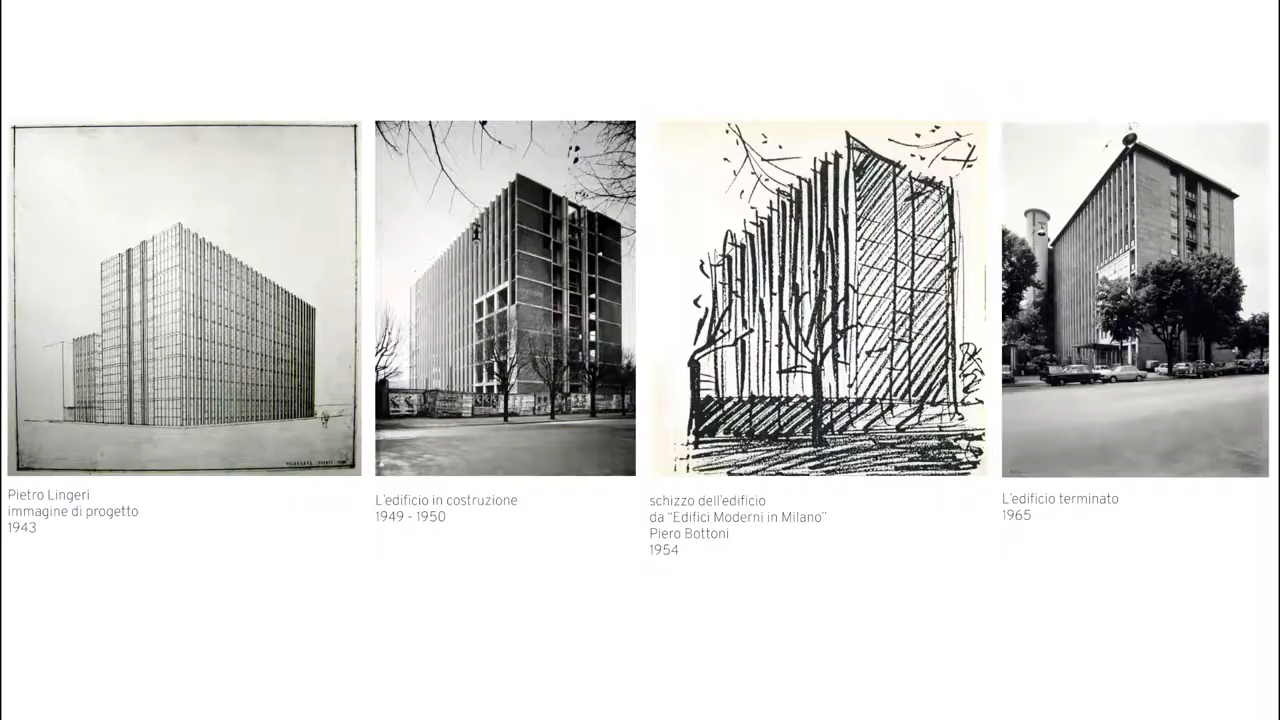 Pietro Lingeri
immagine di progetto
1943
L'edificio in costruzione
1949 - 1950
schizzo dell'edificio
da "Edifici Moderni in Milano"
Piero Bottoni
1954
L'edificio terminato
1965